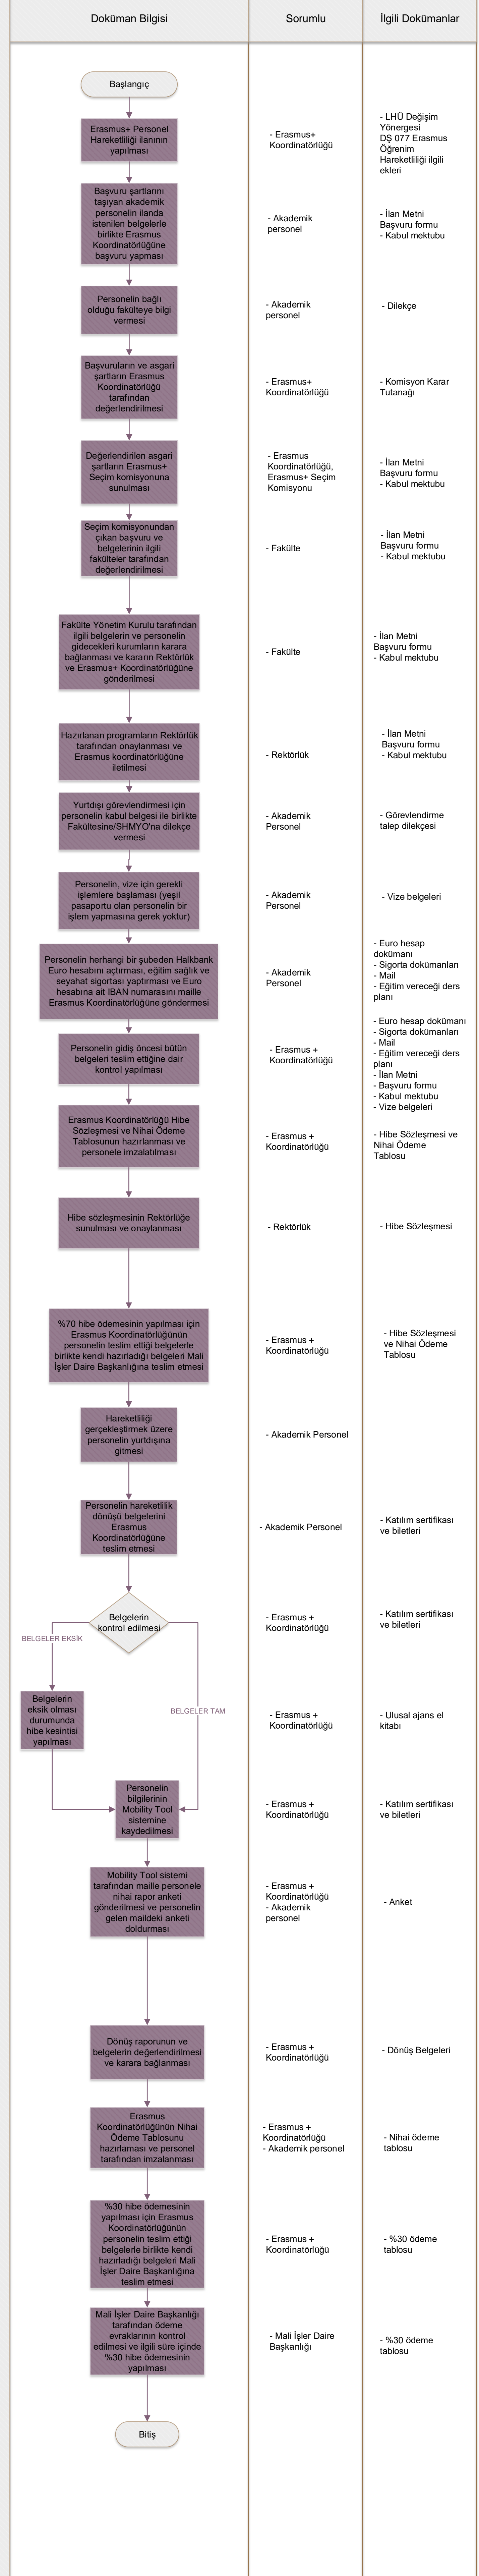 Doküman Bilgisi
Sorumlu
İlgili Dokümanlar
Başlangıç
Erasmus+ Personel
Hareketliliği ilanının
yapılması
- Erasmus+
Koordinatörlüğü
- LHÜ Değişim
Yönergesi
DŞ 077 Erasmus
Öğrenim
Hareketliliği ilgili
ekleri
Başvuru şartlarını
taşıyan akademik
personelin ilanda
istenilen belgelerle
birlikte Erasmus
Koordinatörlüğüne
başvuru yapması
- Akademik
personel
- İlan Metni
Başvuru formu
- Kabul mektubu
Personelin bağlı
olduğu fakülteye bilgi
vermesi
- Akademik
personel
- Dilekçe
Başvuruların ve asgari
şartların Erasmus
Koordinatörlüğü
tarafından
değerlendirilmesi
- Erasmus+
Koordinatörlüğü
- Komisyon Karar
Tutanağı
Değerlendirilen asgari
şartların Erasmus+
Seçim komisyonuna
sunulması
- Erasmus
Koordinatörlüğü,
Erasmus+ Seçim
Komisyonu
- İlan Metni
Başvuru formu
- Kabul mektubu
Seçim komisyonundan
çıkan başvuru ve
belgelerinin ilgili
fakülteler tarafından
değerlendirilmesi
- Fakülte
- İlan Metni
Başvuru formu
- Kabul mektubu
Fakülte Yönetim Kurulu tarafından
ilgili belgelerin ve personelin
gidecekleri kurumların karara
bağlanması ve kararın Rektörlük
ve Erasmus+ Koordinatörlüğüne
gönderilmesi
- Fakülte
- İlan Metni
Başvuru formu
- Kabul mektubu
Hazırlanan programların Rektörlük
tarafından onaylanması ve
Erasmus koordinatörlüğüne
iletilmesi
- Rektörlük
- İlan Metni
Başvuru formu
- Kabul mektubu
Yurtdışı görevlendirmesi için
personelin kabul belgesi ile birlikte
Fakültesine/SHMYO'na dilekçe
vermesi
- Akademik
Personel
- Görevlendirme
talep dilekçesi
Personelin, vize için gerekli
işlemlere başlaması (yeşil
pasaportu olan personelin bir
işlem yapmasına gerek yoktur)
- Akademik
Personel
- Vize belgeleri
Personelin herhangi bir şubeden Halkbank
Euro hesabını açtırması, eğitim sağlık ve
seyahat sigortası yaptırması ve Euro
hesabına ait IBAN numarasını maille
Erasmus Koordinatörlüğüne göndermesi
- Akademik
Personel
- Euro hesap
dokümanı
- Sigorta dokümanları
- Mail
- Eğitim vereceği ders
planı
Personelin gidiş öncesi bütün
belgeleri teslim ettiğine dair
kontrol yapılması
- Erasmus +
Koordinatörlüğü
- Euro hesap dokümanı
- Sigorta dokümanları
- Mail
- Eğitim vereceği ders
planı
- İlan Metni
- Başvuru formu
- Kabul mektubu
- Vize belgeleri
Erasmus Koordinatörlüğü Hibe
Sözleşmesi ve Nihai Ödeme
Tablosunun hazırlanması ve
personele imzalatılması
- Erasmus +
Koordinatörlüğü
- Hibe Sözleşmesi ve
Nihai Ödeme
Tablosu
Hibe sözleşmesinin Rektörlüğe
sunulması ve onaylanması
- Rektörlük
- Hibe Sözleşmesi
%70 hibe ödemesinin yapılması için
Erasmus Koordinatörlüğünün
personelin teslim ettiği belgelerle
birlikte kendi hazırladığı belgeleri Mali
İşler Daire Başkanlığına teslim etmesi
- Erasmus +
Koordinatörlüğü
- Hibe Sözleşmesi
ve Nihai Ödeme
Tablosu
Hareketliliği
gerçekleştirmek üzere
personelin yurtdışına
gitmesi
- Akademik Personel
Personelin hareketlilik
dönüşü belgelerini
Erasmus
Koordinatörlüğüne
teslim etmesi
- Akademik Personel
- Katılım sertifikası
ve biletleri
Belgelerin
kontrol edilmesi
- Erasmus +
Koordinatörlüğü
- Katılım sertifikası
ve biletleri
BELGELER EKSİK
BELGELER TAM
Belgelerin
eksik olması
durumunda
hibe kesintisi
yapılması
- Erasmus +
Koordinatörlüğü
- Ulusal ajans el
kitabı
Personelin
bilgilerinin
Mobility Tool
sistemine
kaydedilmesi
- Erasmus +
Koordinatörlüğü
- Katılım sertifikası
ve biletleri
Mobility Tool sistemi
tarafından maille personele
nihai rapor anketi
gönderilmesi ve personelin
gelen maildeki anketi
doldurması
- Erasmus +
Koordinatörlüğü
- Akademik
personel
- Anket
Dönüş raporunun ve
belgelerin değerlendirilmesi
ve karara bağlanması
- Erasmus +
Koordinatörlüğü
- Dönüş Belgeleri
Erasmus
Koordinatörlüğünün Nihai
Ödeme Tablosunu
hazırlaması ve personel
tarafından imzalanması
- Erasmus +
Koordinatörlüğü
- Akademik personel
- Nihai ödeme
tablosu
%30 hibe ödemesinin
yapılması için Erasmus
Koordinatörlüğünün
personelin teslim ettiği
belgelerle birlikte kendi
hazırladığı belgeleri Mali
İşler Daire Başkanlığına
teslim etmesi
- Erasmus +
Koordinatörlüğü
- %30 ödeme
tablosu
Mali İşler Daire Başkanlığı
tarafından ödeme
evraklarının kontrol
edilmesi ve ilgili süre içinde
%30 hibe ödemesinin
yapılması
- Mali İşler Daire
Başkanlığı
- %30 ödeme
tablosu
Bitiş